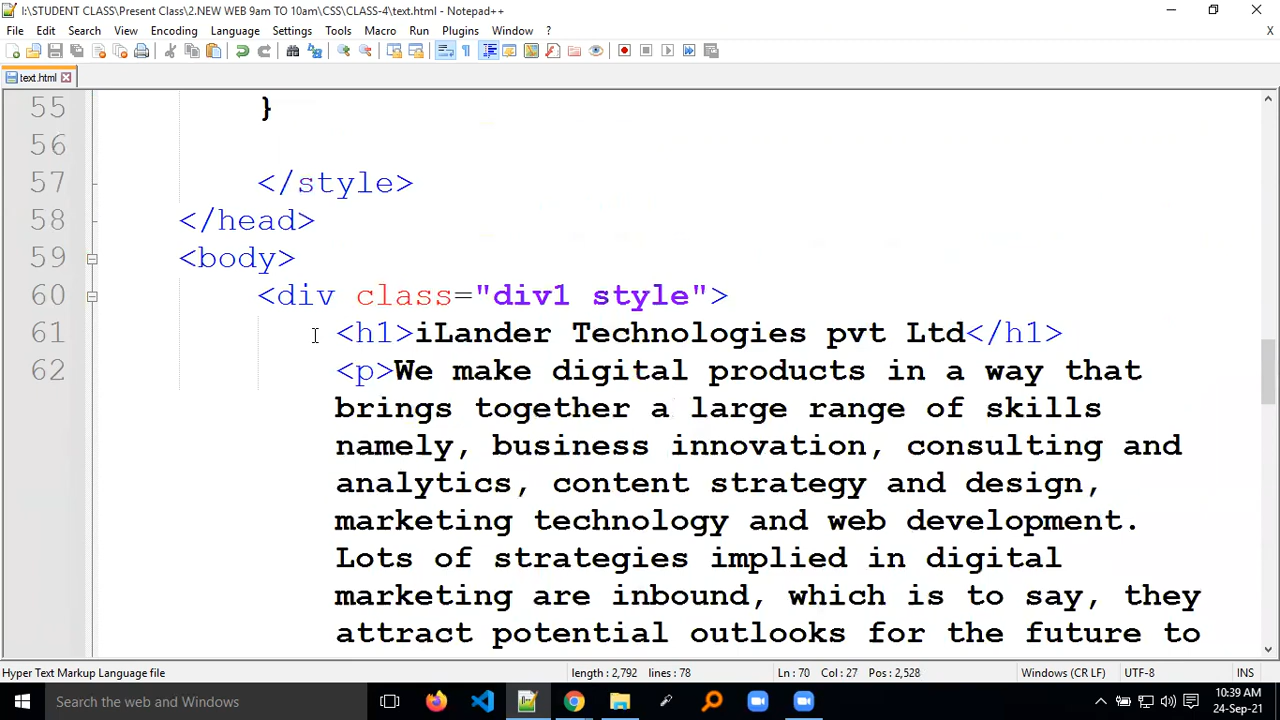 I:\STUDENT CLASS\Present Class\2.NEW WEB 9am TO 10am\CSS\CLASS-4\text.html - Notepad++
File Edit Search View Encoding Language Settings Tools Macro Run Plugins Window ? X
text.html
55 }
56
57 </style>
58 </head>
59 <body>
60 <div class="div1 style">
61 <h1>iLander Technologies pvt Ltd</h1>
62 <p>We make digital products in a way that
brings together a large range of skills
namely, business innovation, consulting and
analytics, content strategy and design,
marketing technology and web development.
Lots of strategies implied in digital
marketing are inbound, which is to say, they
attract potential outlooks for the future to
Hyper Text Markup Language file length : 2,792 lines : 78 Ln : 70 Col : 27 Pos : 2,528 Windows (CR LF) UTF-8 INS
Search the web and Windows
10:39 AM
24-Sep-21